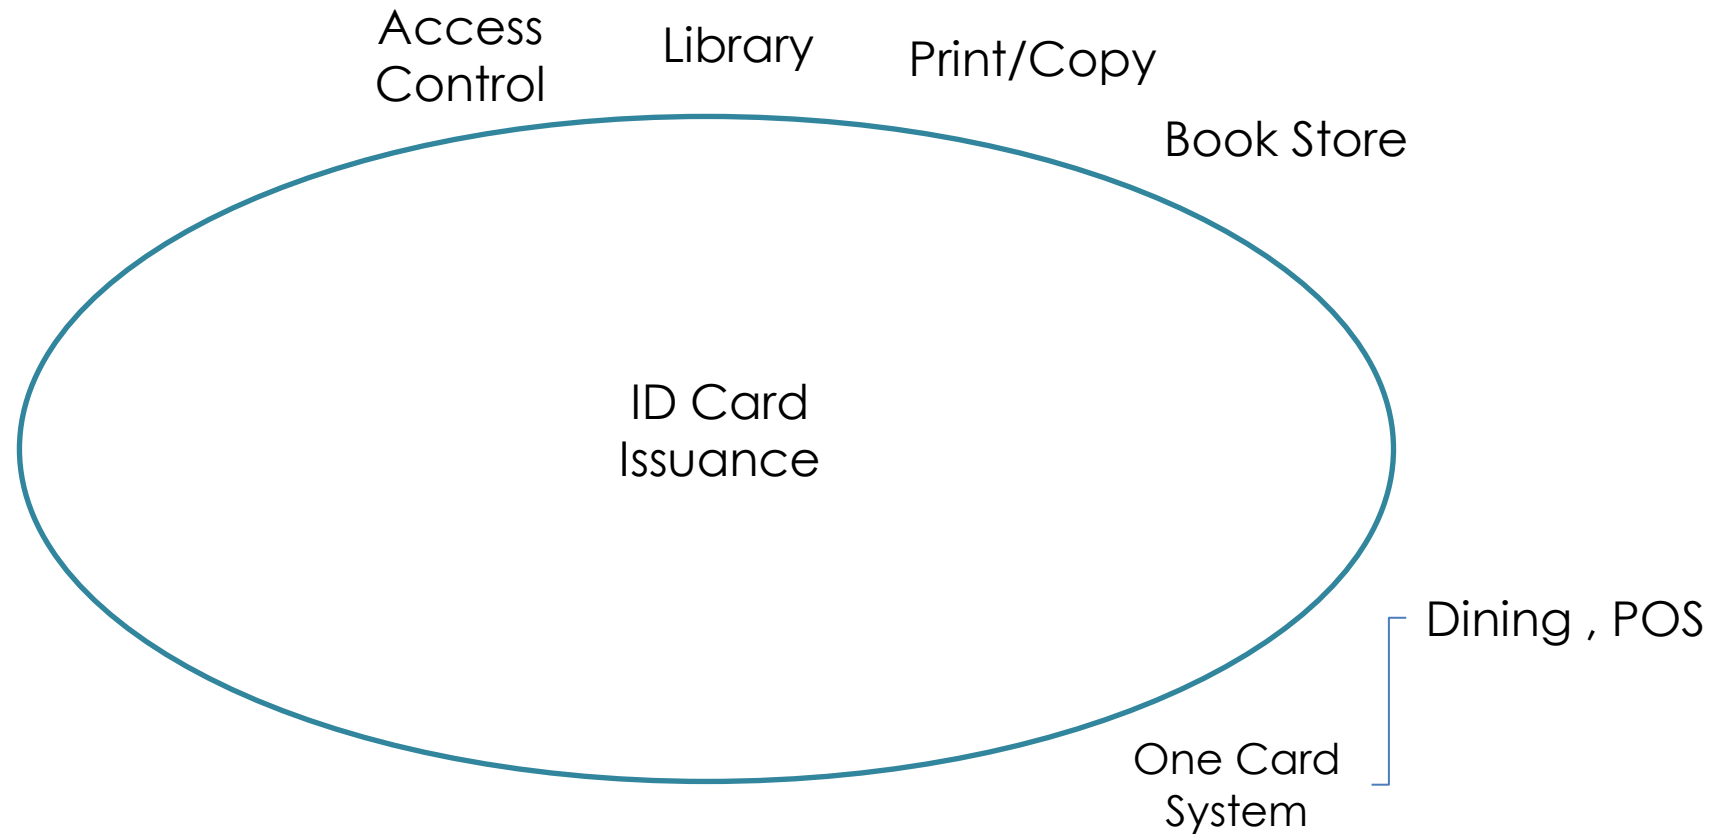 Access
Control
Library
Print/Copy
Book Store
ID Card
Issuance
Dining , POS
One Card
System